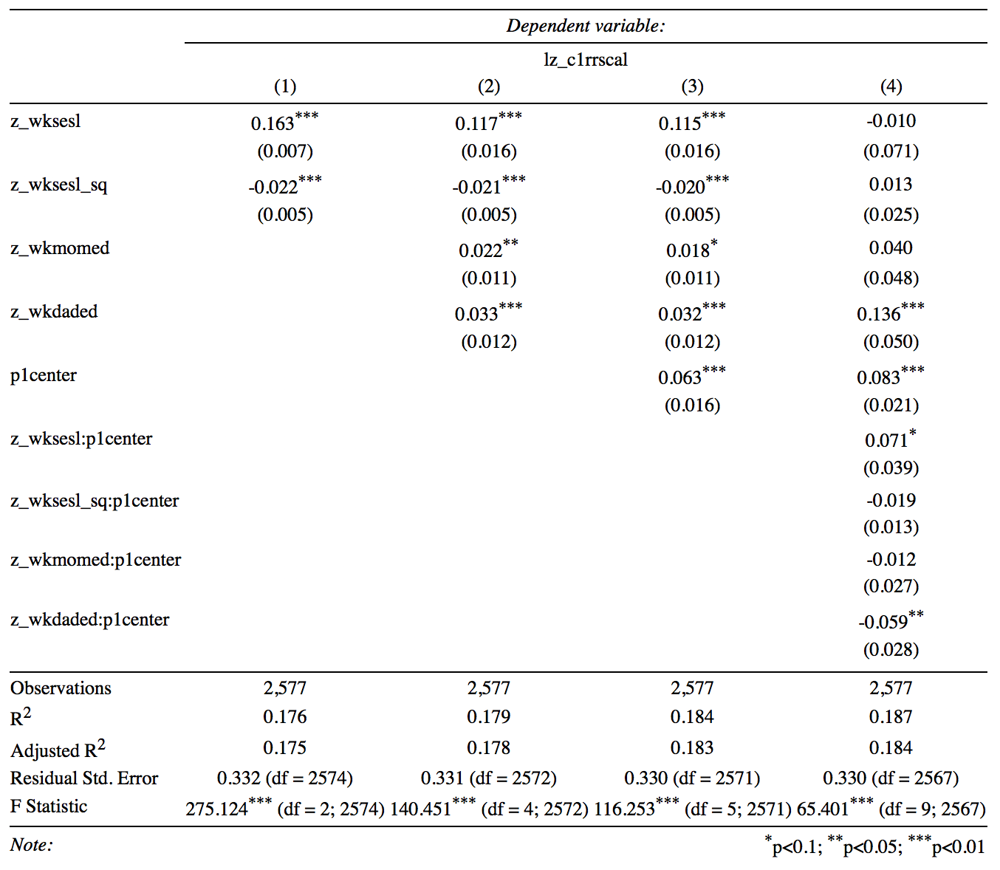 Dependent variable:
lz_c1rrscal
(1) (2) (3) (4)
z_wksesl 0.163*** 0.117*** 0.115*** -0.010
(0.007) (0.016) (0.016) (0.071)
z_wksesl_sq -0.022*** -0.021*** -0.020*** 0.013
(0.005) (0.005) (0.005) (0.025)
z_wkmomed 0.022** 0.018* 0.040
(0.011) (0.011) (0.048)
z_wkdaded 0.033*** 0.032*** 0.136***
(0.012) (0.012) (0.050)
p1center 0.063*** 0.083***
(0.016) (0.021)
z_wksesl:p1center 0.071*
(0.039)
z_wksesl_sq:p1center -0.019
(0.013)
z_wkmomed:p1center -0.012
(0.027)
z_wkdaded:p1center -0.059**
(0.028)
Observations 2,577 2,577 2,577 2,577
R2 0.176 0.179 0.184 0.187
Adjusted R2 0.175 0.178 0.183 0.184
Residual Std. Error 0.332 (df = 2574) 0.331 (df = 2572) 0.330 (df = 2571) 0.330 (df = 2567)
F Statistic 275.124*** (df = 2; 2574) 140.451*** (df = 4; 2572) 116.253*** (df = 5; 2571) 65.401*** (df = 9; 2567)
Note: *p<0.1; **p<0.05; ***p<0.01